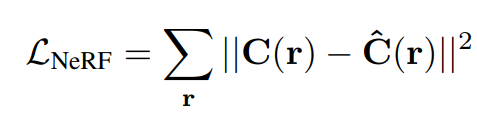 ℒ_NeRF = ∑_r ||C(r) − Ĉ(r)||²